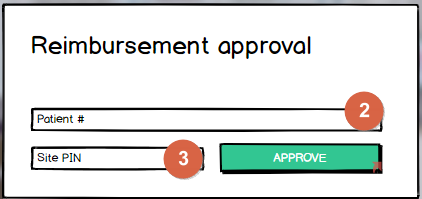 Reimbursement approval
Patient #
2
Site PIN
3
APPROVE